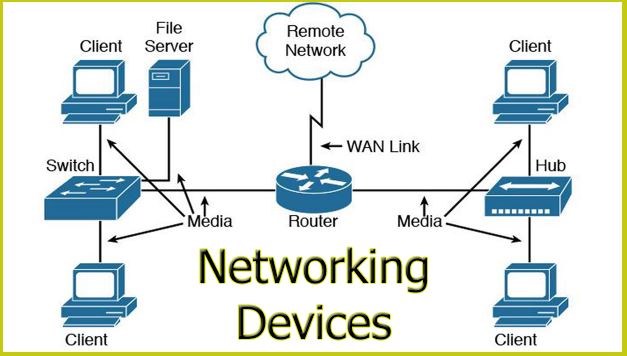 File
Client
Server
Remote
Network
Client
WAN Link
Switch
Hub
Media
Router
Media
Networking
Devices
Client
Client